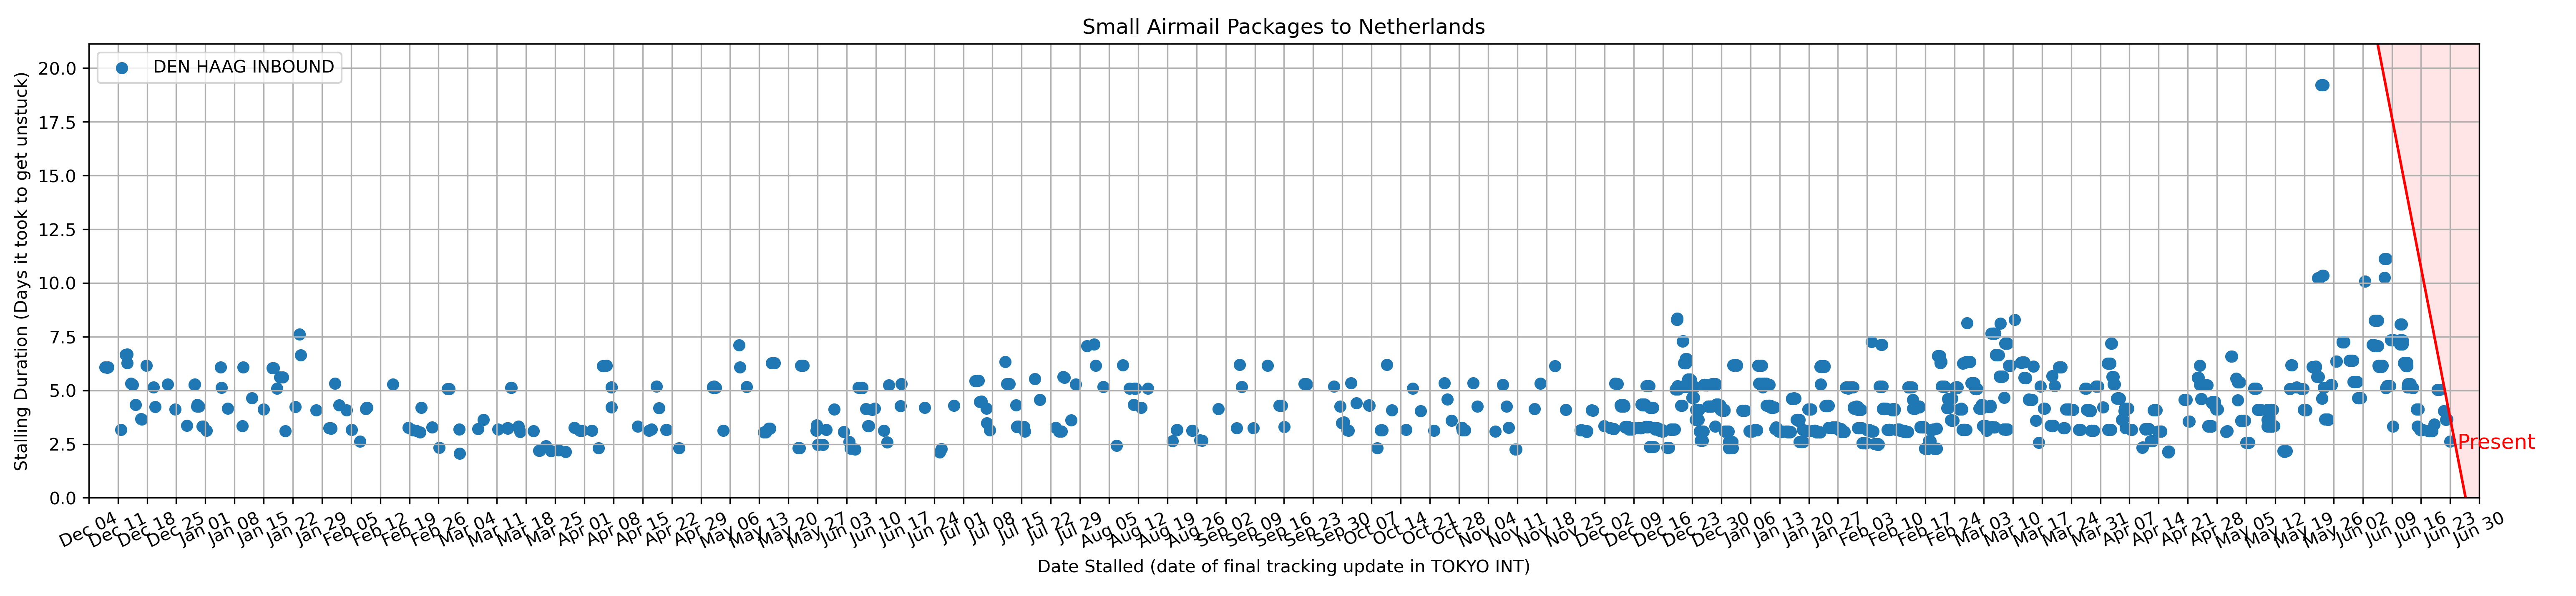 Small Airmail Packages to Netherlands
DEN HAAG INBOUND
Stalling Duration (Days it took to get unstuck)
20.0
17.5
15.0
12.5
10.0
7.5
5.0
2.5
0.0
Present
Dec 04
Dec 11
Dec 18
Dec 25
Jan 01
Jan 08
Jan 15
Jan 22
Jan 29
Feb 05
Feb 12
Feb 19
Feb 26
Mar 04
Mar 11
Mar 18
Mar 25
Apr 01
Apr 08
Apr 15
Apr 22
Apr 29
May 06
May 13
May 20
May 27
Jun 03
Jun 10
Jun 17
Jun 24
Jul 01
Jul 08
Jul 15
Jul 22
Jul 29
Aug 05
Aug 12
Aug 19
Aug 26
Sep 02
Sep 09
Sep 16
Sep 23
Sep 30
Oct 07
Oct 14
Oct 21
Oct 28
Nov 04
Nov 11
Nov 18
Nov 25
Dec 02
Dec 09
Dec 16
Dec 23
Dec 30
Jan 06
Jan 13
Jan 20
Jan 27
Feb 03
Feb 10
Feb 17
Feb 24
Mar 03
Mar 10
Mar 17
Mar 24
Mar 31
Apr 07
Apr 14
Apr 21
Apr 28
May 05
May 12
May 19
May 26
Jun 02
Jun 09
Jun 16
Jun 23
Jun 30
Date Stalled (date of final tracking update in TOKYO INT)